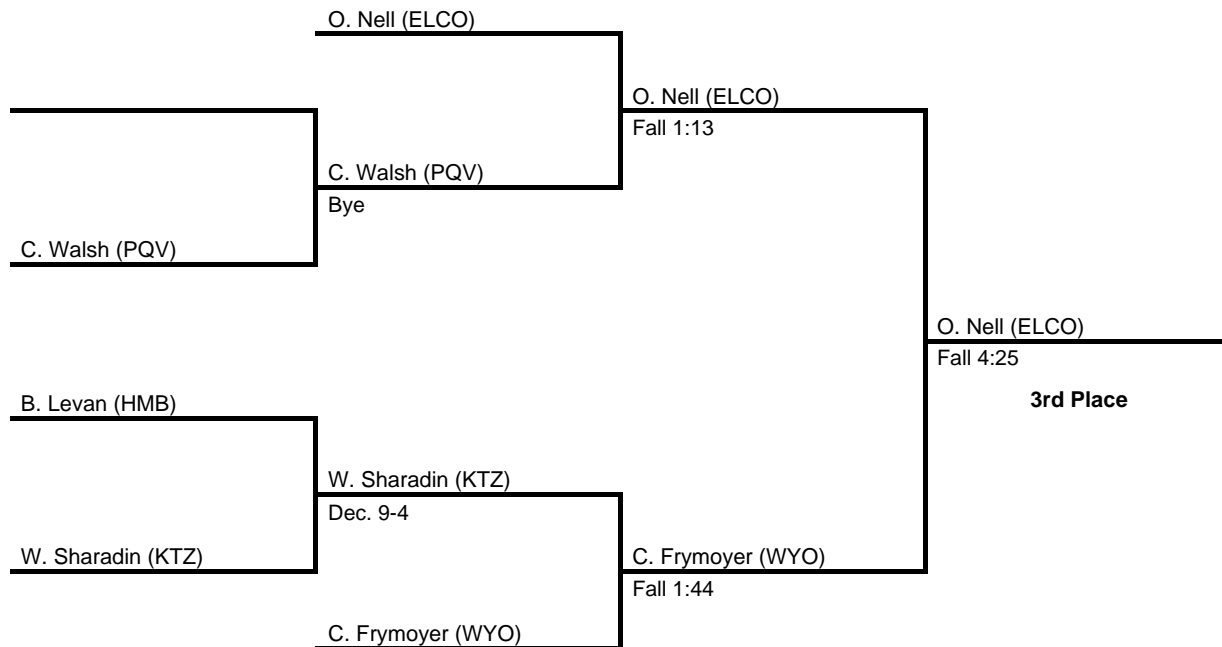 O. Nell (ELCO)
O. Nell (ELCO)
Fall 1:13
C. Walsh (PQV)
Bye
C. Walsh (PQV)
O. Nell (ELCO)
Fall 4:25
3rd Place
B. Levan (HMB)
W. Sharadin (KTZ)
Dec. 9-4
W. Sharadin (KTZ)
C. Frymoyer (WYO)
Fall 1:44
C. Frymoyer (WYO)